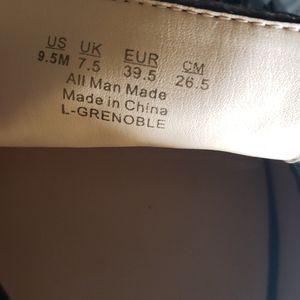 US UK EUR CM
9.5M 7.5 39.5 26.5
All Man Made
Made in China
L-GRENOBLE